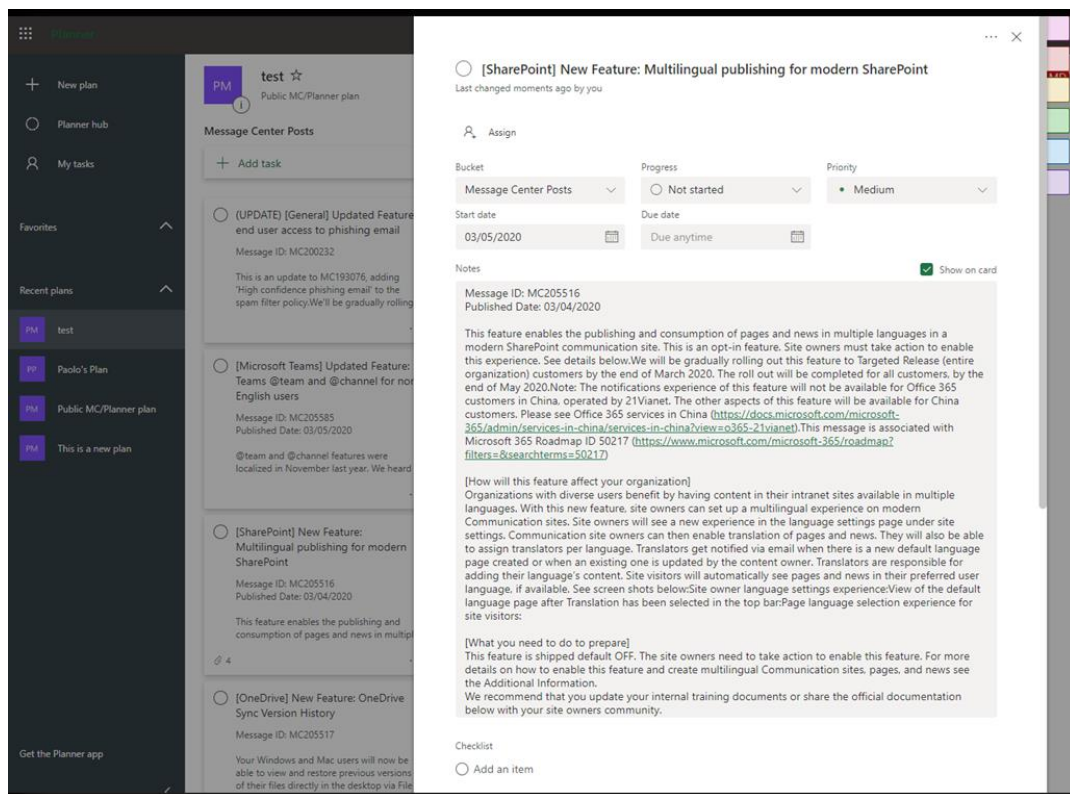 Planner
New plan
Planner hub
My tasks
Favorites
Recent plans
PM test
PP Paolo's Plan
PM Public MC/Planner plan
PM This is a new plan
Get the Planner app
PM
test
Public MC/Planner plan
Message Center Posts
Add task
(UPDATE) [General] Updated Feature
end user access to phishing email
Message ID: MC200232
This is an update to MC193076, adding
'High confidence phishing email' to the
spam filter policy.We'll be gradually rolling
[Microsoft Teams] Updated Feature:
Teams @team and @channel for nor
English users
Message ID: MC205585
Published Date: 03/05/2020
@team and @channel features were
localized in November last year. We heard
[SharePoint] New Feature:
Multilingual publishing for modern
SharePoint
Message ID: MC205516
Published Date: 03/04/2020
This feature enables the publishing and
consumption of pages and news in multipl
4
[OneDrive] New Feature: OneDrive
Sync Version History
Message ID: MC205517
Your Windows and Mac users will now be
able to view and restore previous versions
of their files directly in the desktop via File
[SharePoint] New Feature: Multilingual publishing for modern SharePoint
Last changed moments ago by you
Assign
Bucket Progress Priority
Message Center Posts Not started Medium
Start date Due date
03/05/2020 Due anytime
Notes Show on card
Message ID: MC205516
Published Date: 03/04/2020
This feature enables the publishing and consumption of pages and news in multiple languages in a
modern SharePoint communication site. This is an opt-in feature. Site owners must take action to enable
this experience. See details below.We will be gradually rolling out this feature to Targeted Release (entire
organization) customers by the end of March 2020. The roll out will be completed for all customers, by the
end of May 2020.Note: The notifications experience of this feature will not be available for Office 365
customers in China, operated by 21Vianet. The other aspects of this feature will be available for China
customers. Please see Office 365 services in China (https://docs.microsoft.com/microsoft-
365/admin/services-in-china/services-in-china?view=o365-21vianet).This message is associated with
Microsoft 365 Roadmap ID 50217 (https://www.microsoft.com/microsoft-365/roadmap?
filters=&searchterms=50217)
[How will this feature affect your organization]
Organizations with diverse users benefit by having content in their intranet sites available in multiple
languages. With this new feature, site owners can set up a multilingual experience on modern
Communication sites. Site owners will see a new experience in the language settings page under site
settings. Communication site owners can then enable translation of pages and news. They will also be able
to assign translators per language. Translators get notified via email when there is a new default language
page created or when an existing one is updated by the content owner. Translators are responsible for
adding their language's content. Site visitors will automatically see pages and news in their preferred user
language, if available. See screen shots below:Site owner language settings experience:View of the default
language page after Translation has been selected in the top bar:Page language selection experience for
site visitors:
[What you need to do to prepare]
This feature is shipped default OFF. The site owners need to take action to enable this feature. For more
details on how to enable this feature and create multilingual Communication sites, pages, and news see
the Additional Information.
We recommend that you update your internal training documents or share the official documentation
below with your site owners community.
Checklist
Add an item